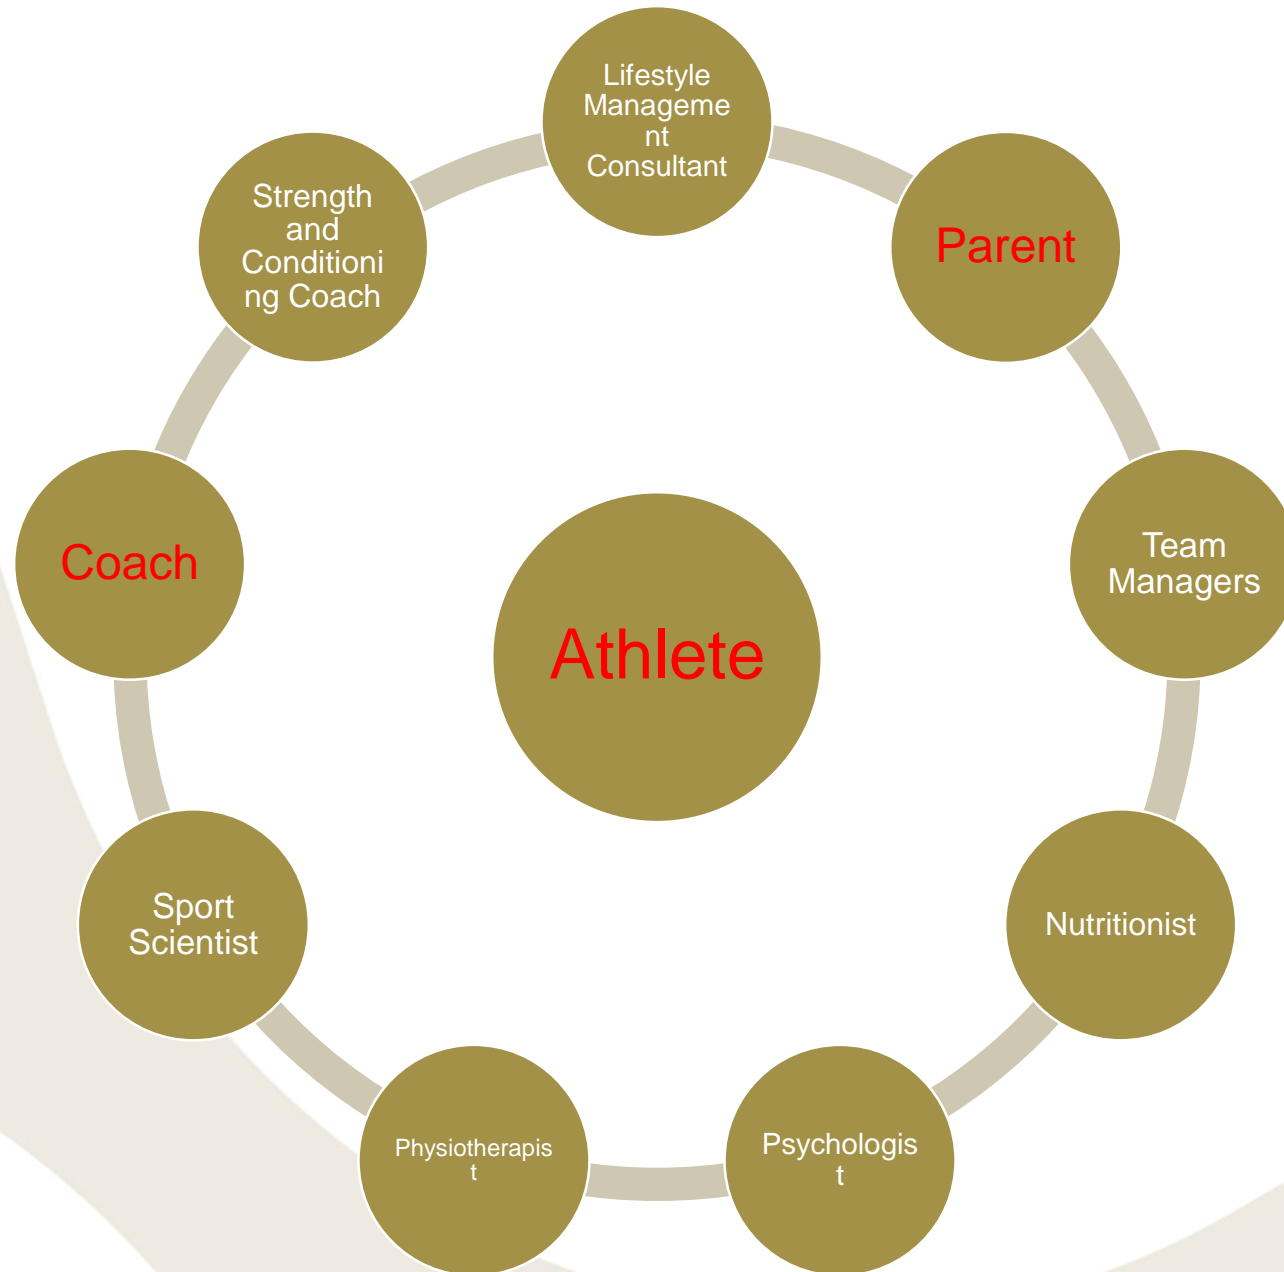 Lifestyle
Manageme
nt
Consultant
Parent
Team
Managers
Nutritionist
Psychologis
t
Physiotherapis
t
Sport
Scientist
Coach
Strength
and
Conditioni
ng Coach
Athlete